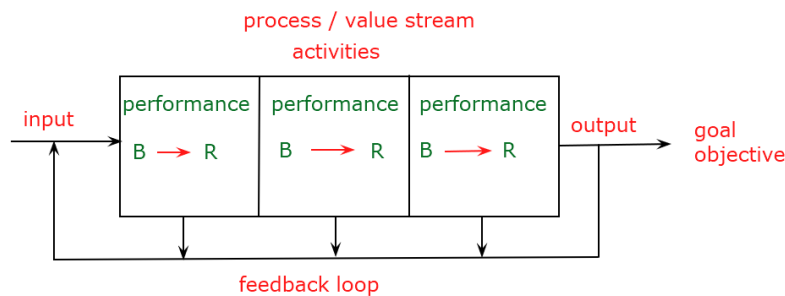 process / value stream
activities
performance performance performance
input
output
goal
objective
B R B R B R
feedback loop